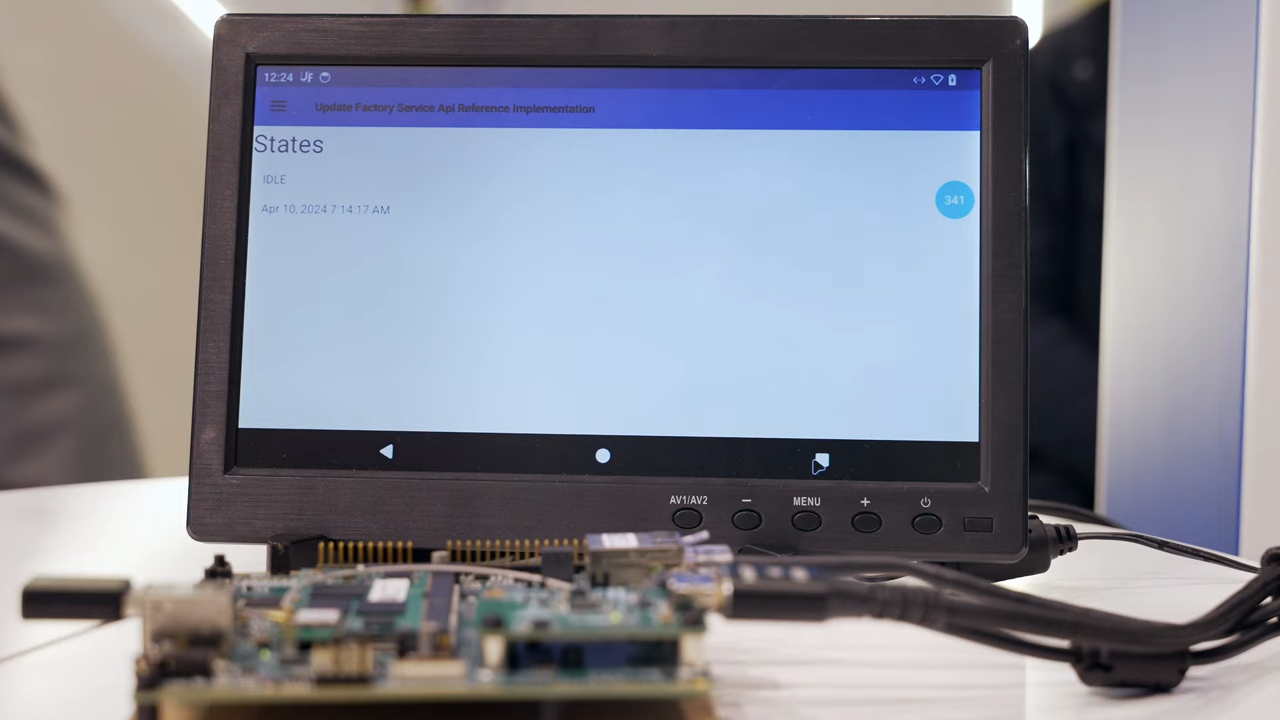 12:24 UF
Update Factory Service Api Reference Implementation
States
IDLE
Apr 10, 2024 7:14:17 AM
341
AV1/AV2 − MENU +